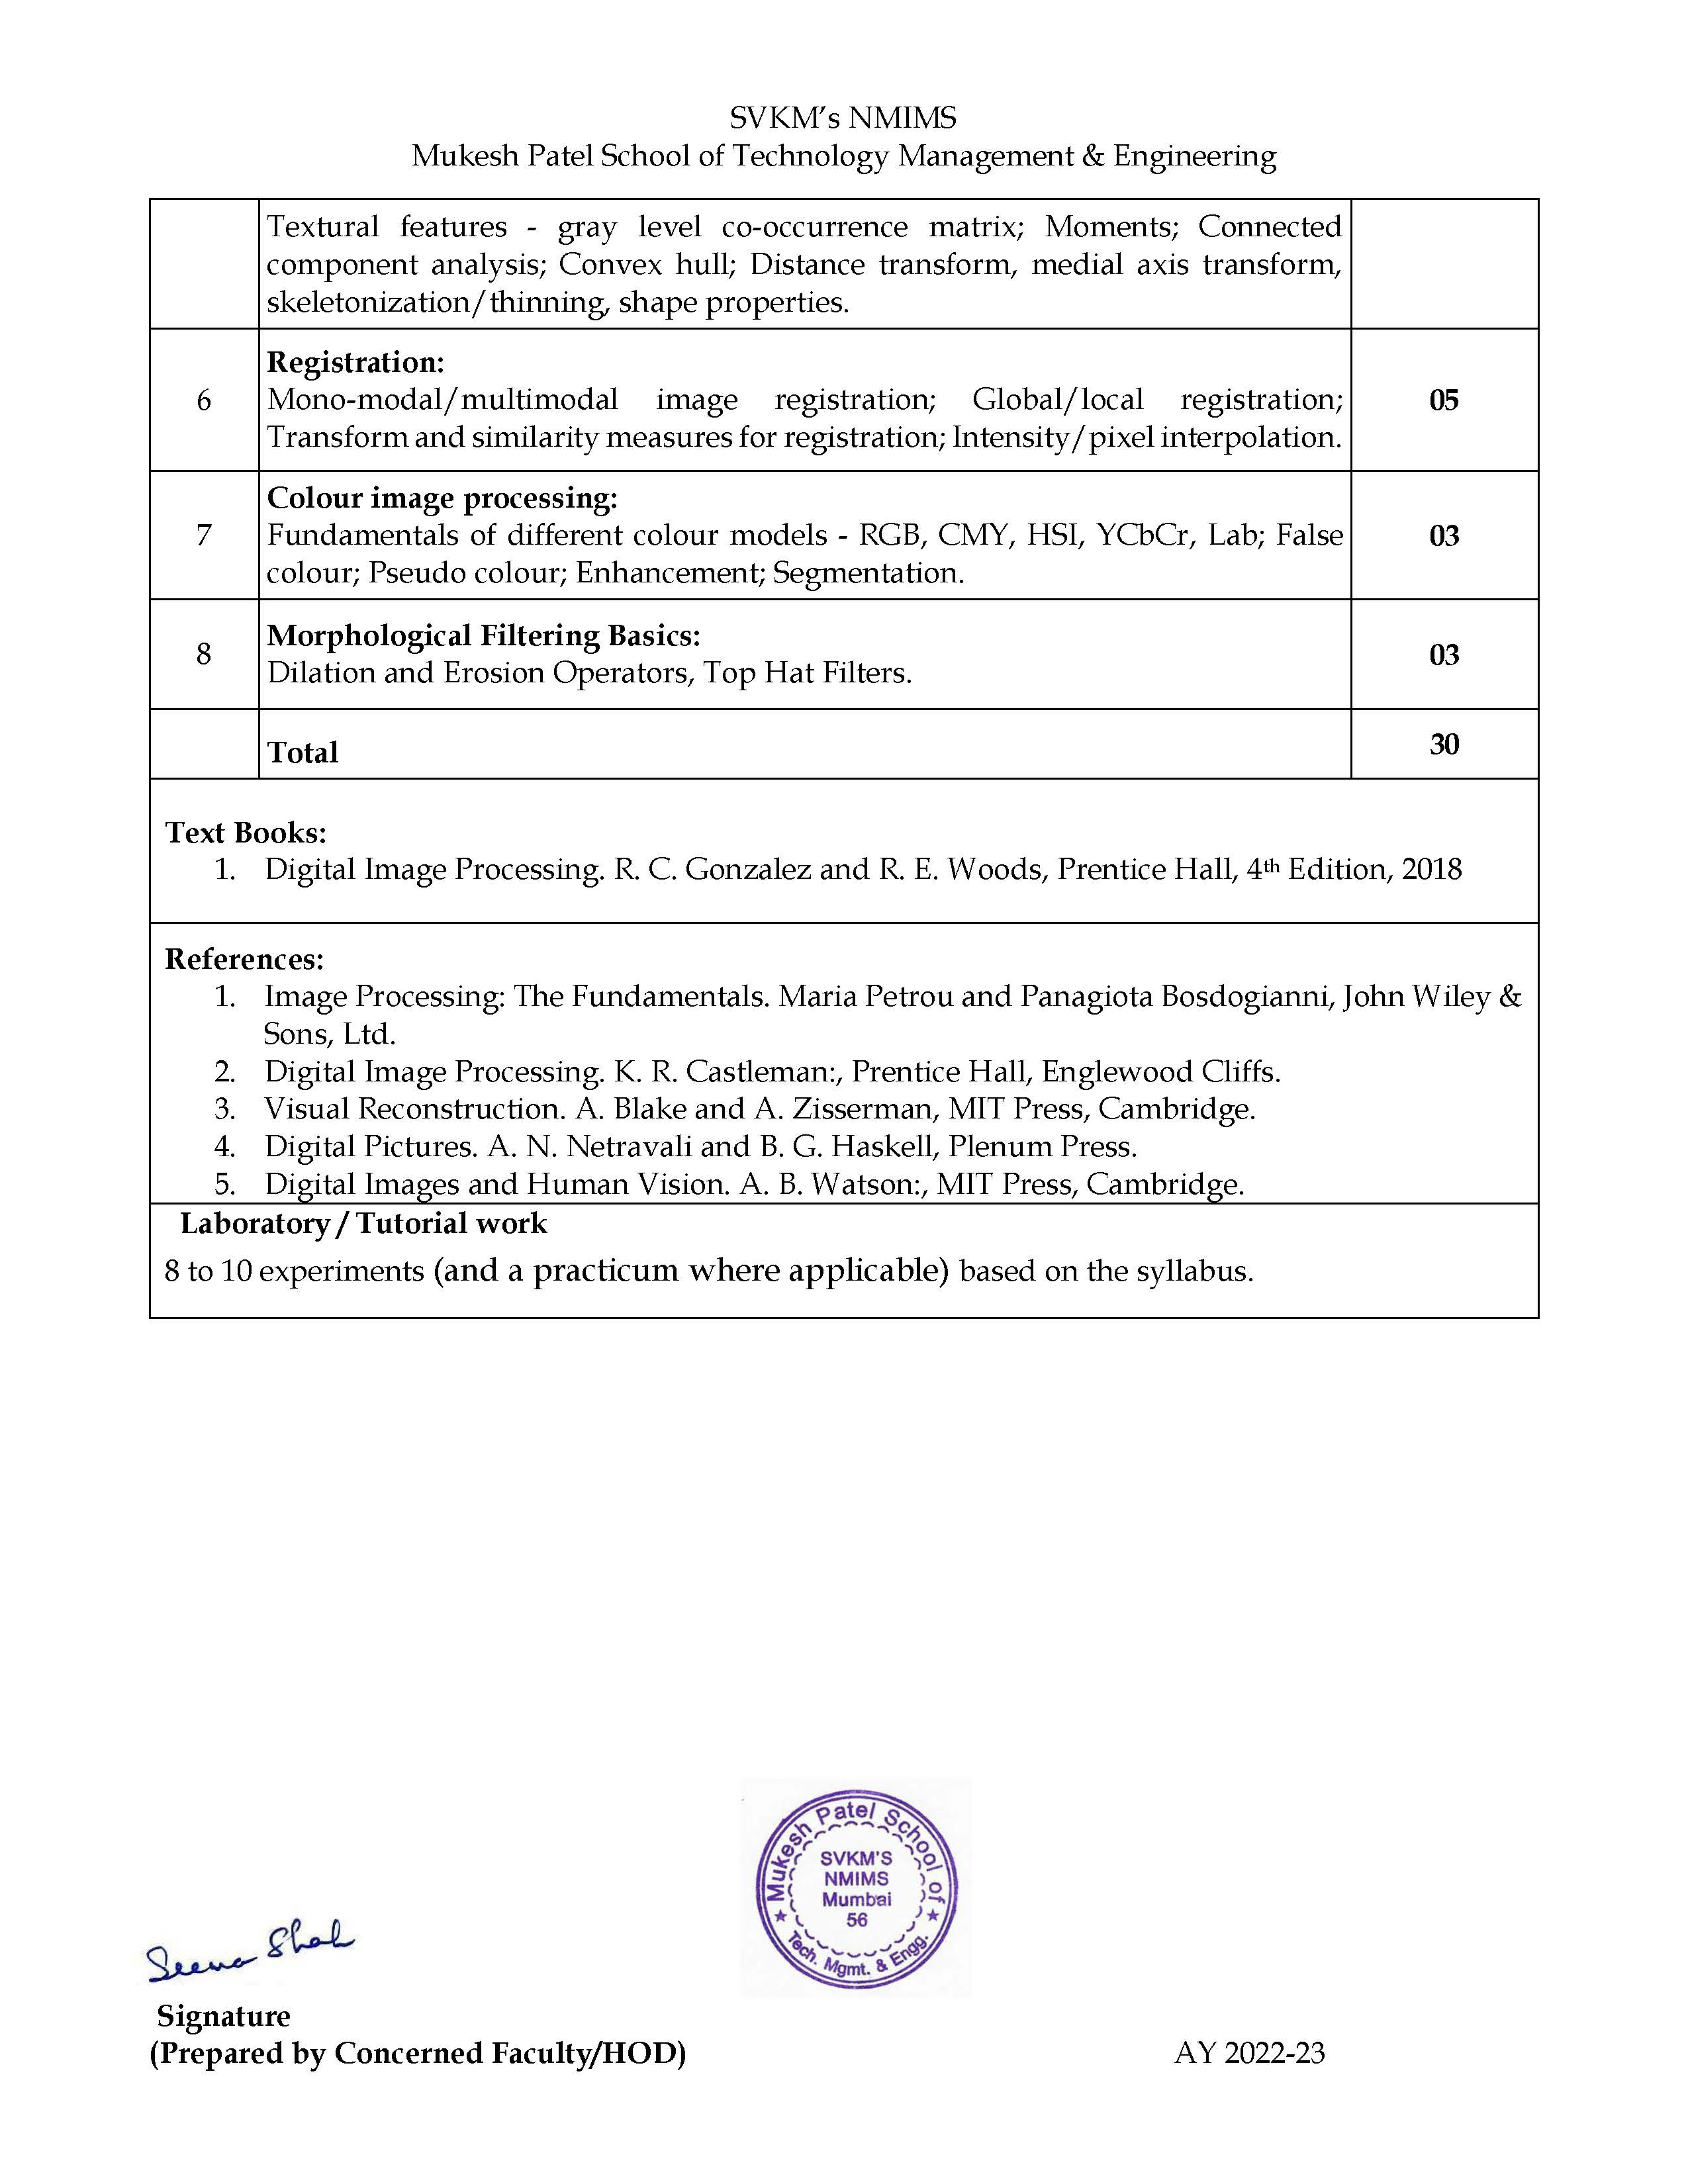 SVKM’s NMIMS
Mukesh Patel School of Technology Management & Engineering
Textural features - gray level co-occurrence matrix; Moments; Connected
component analysis; Convex hull; Distance transform, medial axis transform,
skeletonization/thinning, shape properties.
6
Registration:
Mono-modal/multimodal image registration; Global/local registration;
Transform and similarity measures for registration; Intensity/pixel interpolation.
05
7
Colour image processing:
Fundamentals of different colour models - RGB, CMY, HSI, YCbCr, Lab; False
colour; Pseudo colour; Enhancement; Segmentation.
03
8
Morphological Filtering Basics:
Dilation and Erosion Operators, Top Hat Filters.
03
Total
30
Text Books:
1. Digital Image Processing. R. C. Gonzalez and R. E. Woods, Prentice Hall, 4th Edition, 2018
References:
1. Image Processing: The Fundamentals. Maria Petrou and Panagiota Bosdogianni, John Wiley &
Sons, Ltd.
2. Digital Image Processing. K. R. Castleman:, Prentice Hall, Englewood Cliffs.
3. Visual Reconstruction. A. Blake and A. Zisserman, MIT Press, Cambridge.
4. Digital Pictures. A. N. Netravali and B. G. Haskell, Plenum Press.
5. Digital Images and Human Vision. A. B. Watson:, MIT Press, Cambridge.
Laboratory/ Tutorial work
8 to 10 experiments (and a practicum where applicable) based on the syllabus.
Mukesh Patel School of
SVKM'S
NMIMS
Mumbai
56
Tech. Mgmt. & Engg.
Seema Shah
Signature
(Prepared by Concerned Faculty/HOD)
AY 2022-23